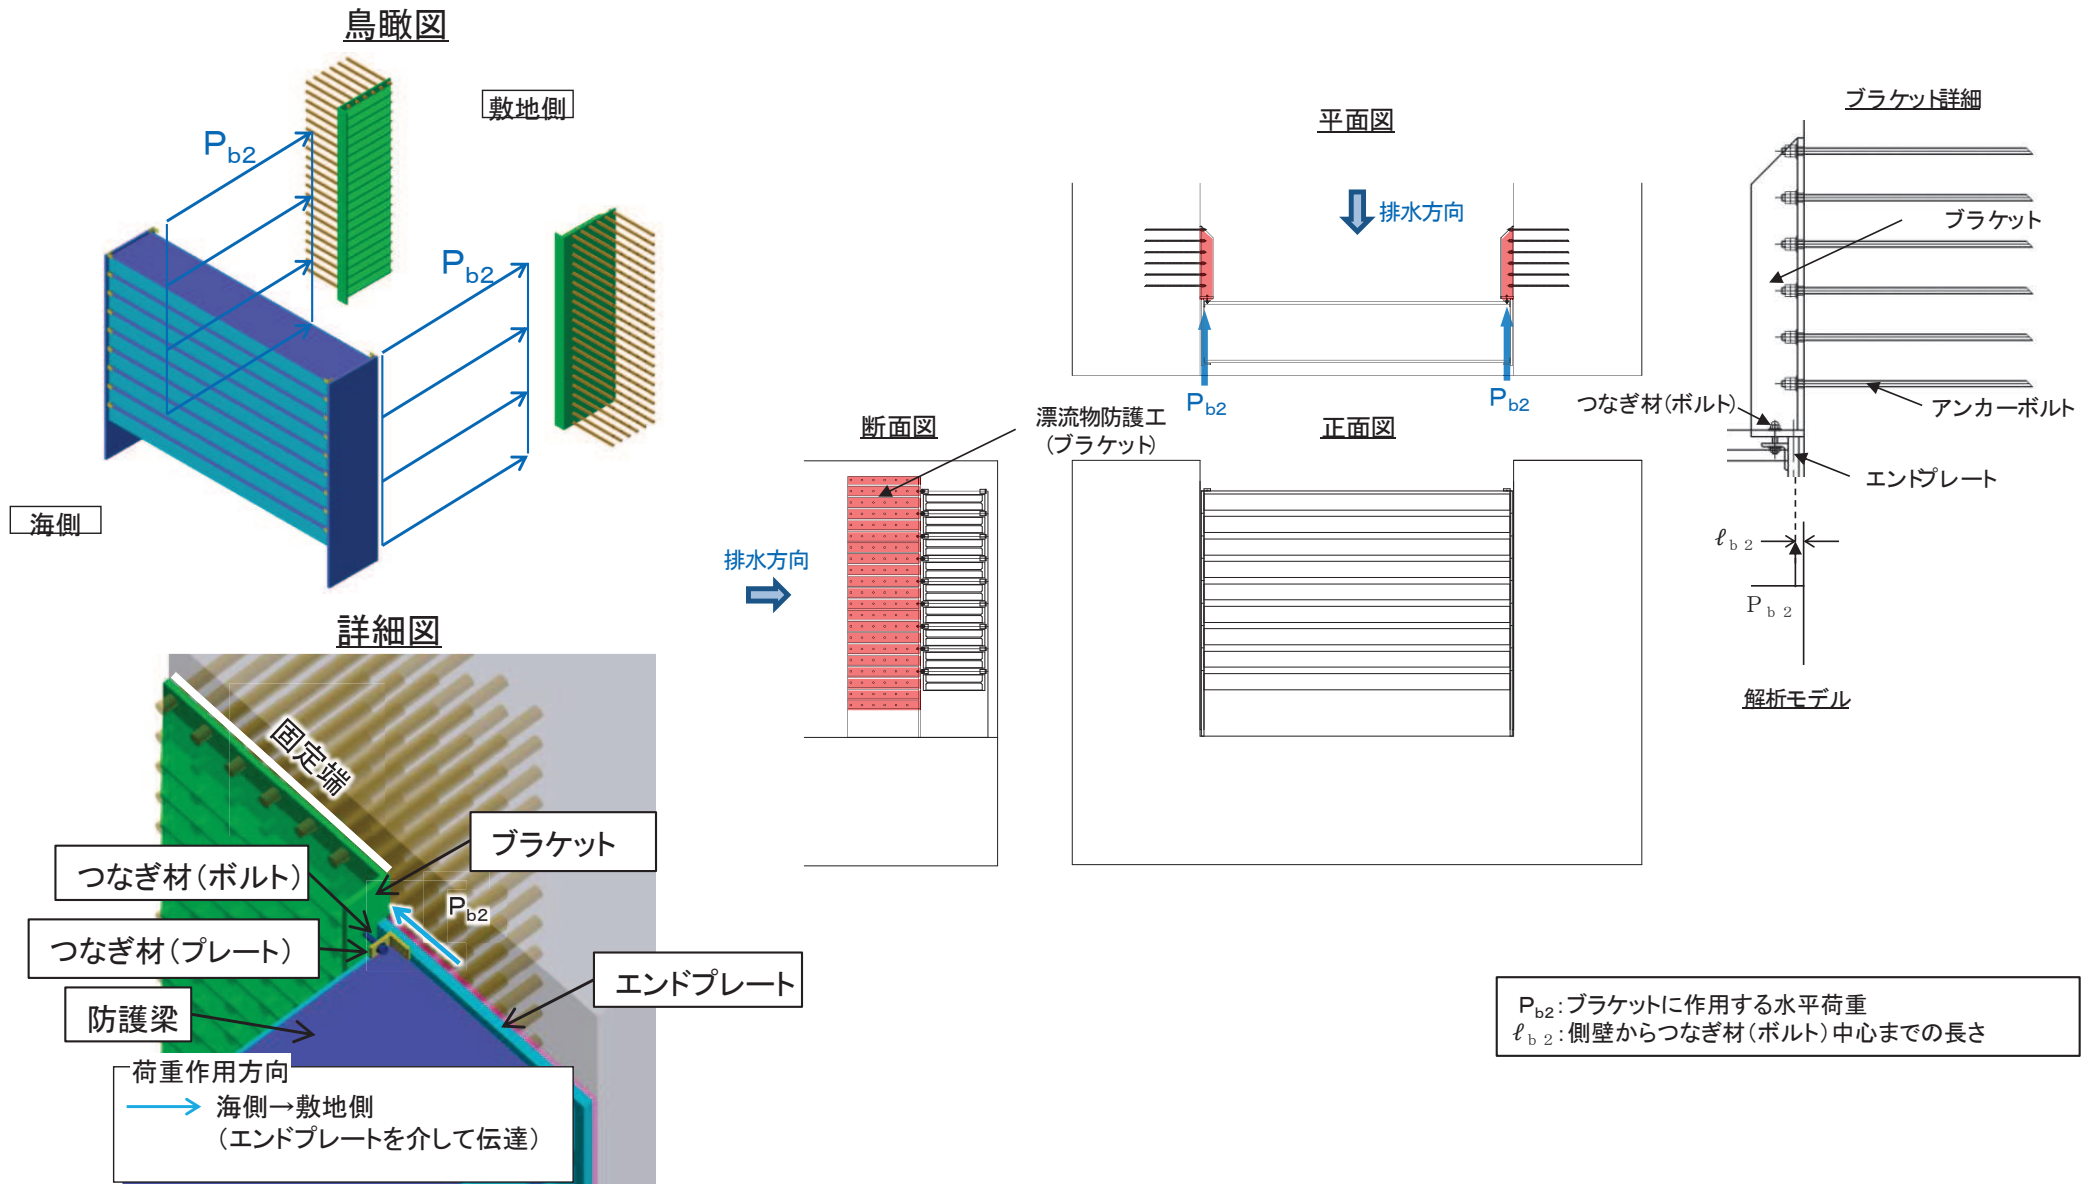 鳥瞰図
敷地側
Pb2
Pb2
海側
詳細図
固定端
ブラケット
つなぎ材(ボルト)
Pb2
つなぎ材(プレート)
エンドプレート
防護梁
荷重作用方向
海側→敷地側
(エンドプレートを介して伝達)
平面図
排水方向
Pb2
Pb2
断面図
漂流物防護工
(ブラケット)
正面図
排水方向
ブラケット詳細
ブラケット
つなぎ材(ボルト)
アンカーボルト
エンドプレート
ℓb2
Pb2
解析モデル
Pb2:ブラケットに作用する水平荷重
ℓb2:側壁からつなぎ材(ボルト)中心までの長さ